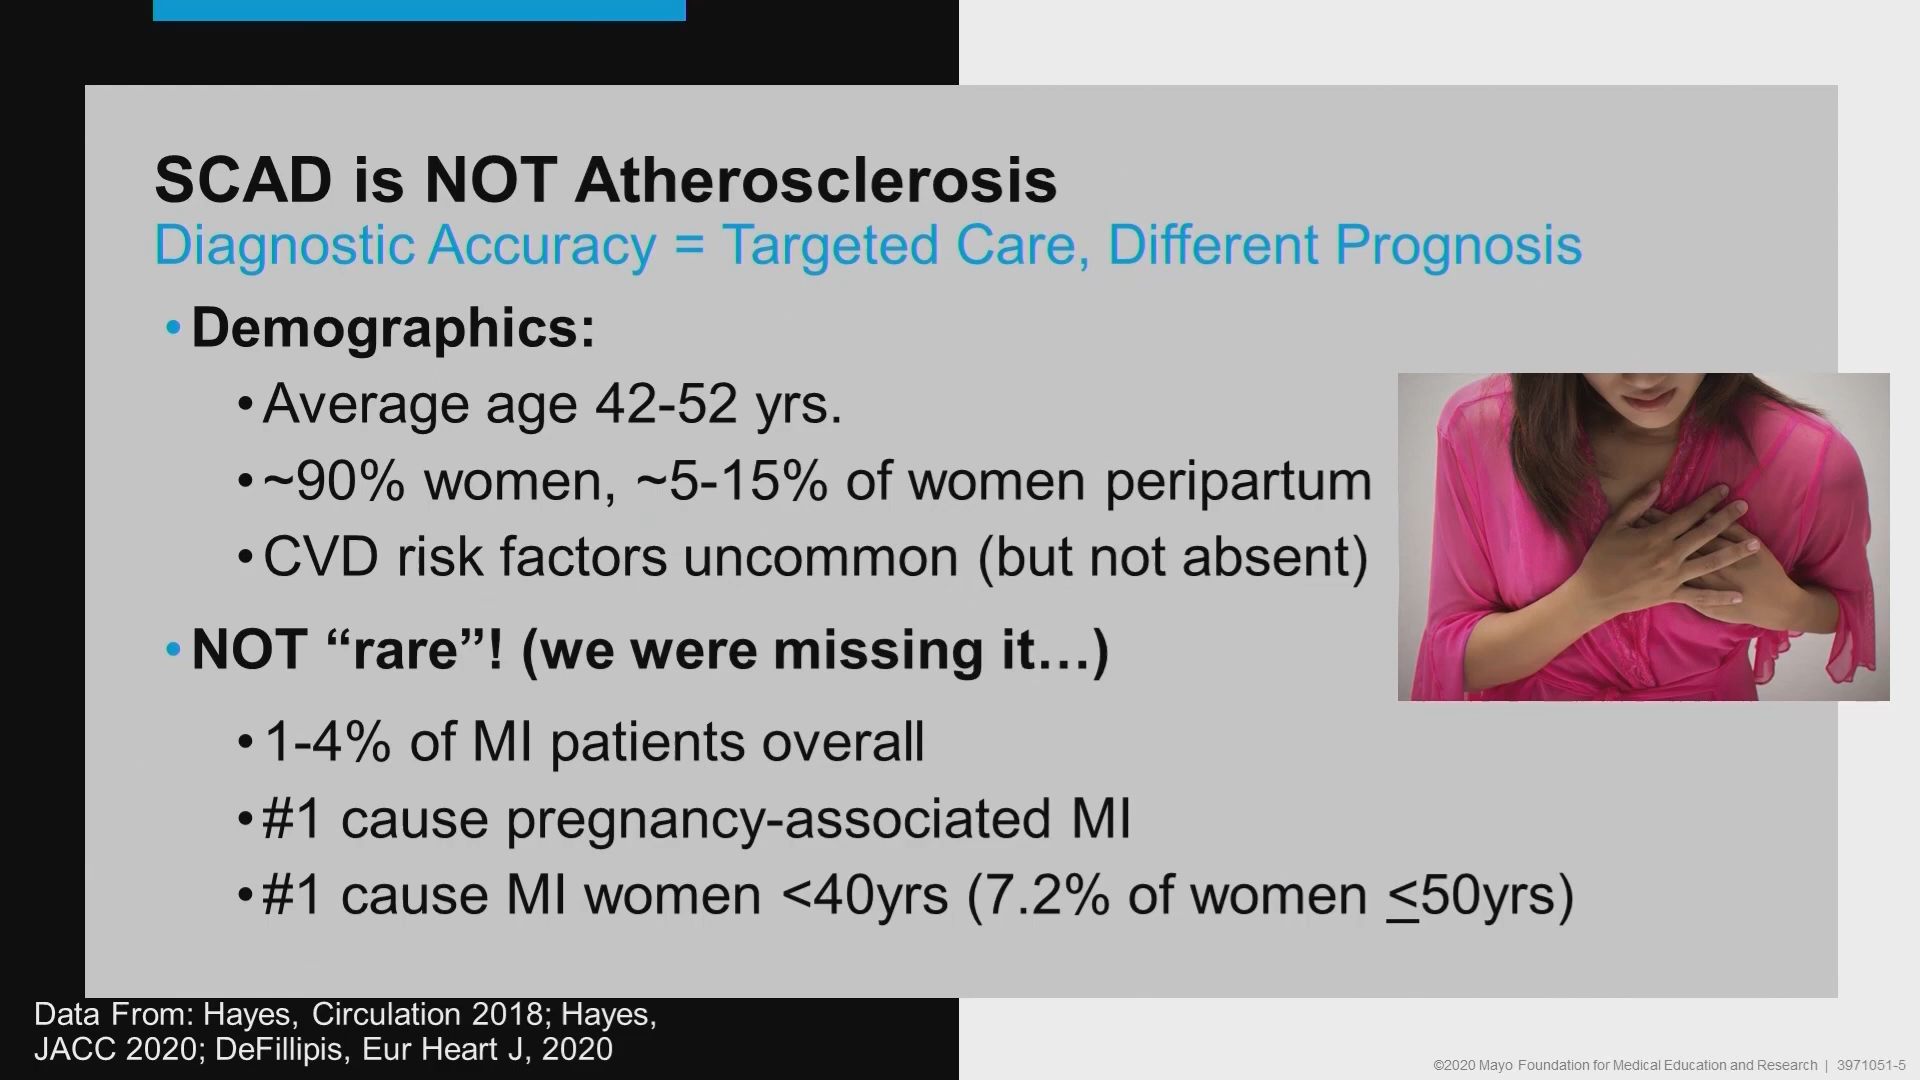 SCAD is NOT Atherosclerosis
Diagnostic Accuracy = Targeted Care, Different Prognosis
• Demographics:
• Average age 42-52 yrs.
• ~90% women, ~5-15% of women peripartum
• CVD risk factors uncommon (but not absent)
• NOT “rare”! (we were missing it…)
• 1-4% of MI patients overall
• #1 cause pregnancy-associated MI
• #1 cause MI women <40yrs (7.2% of women ≤50yrs)
Data From: Hayes, Circulation 2018; Hayes,
JACC 2020; DeFillipis, Eur Heart J, 2020
©2020 Mayo Foundation for Medical Education and Research | 3971051-5